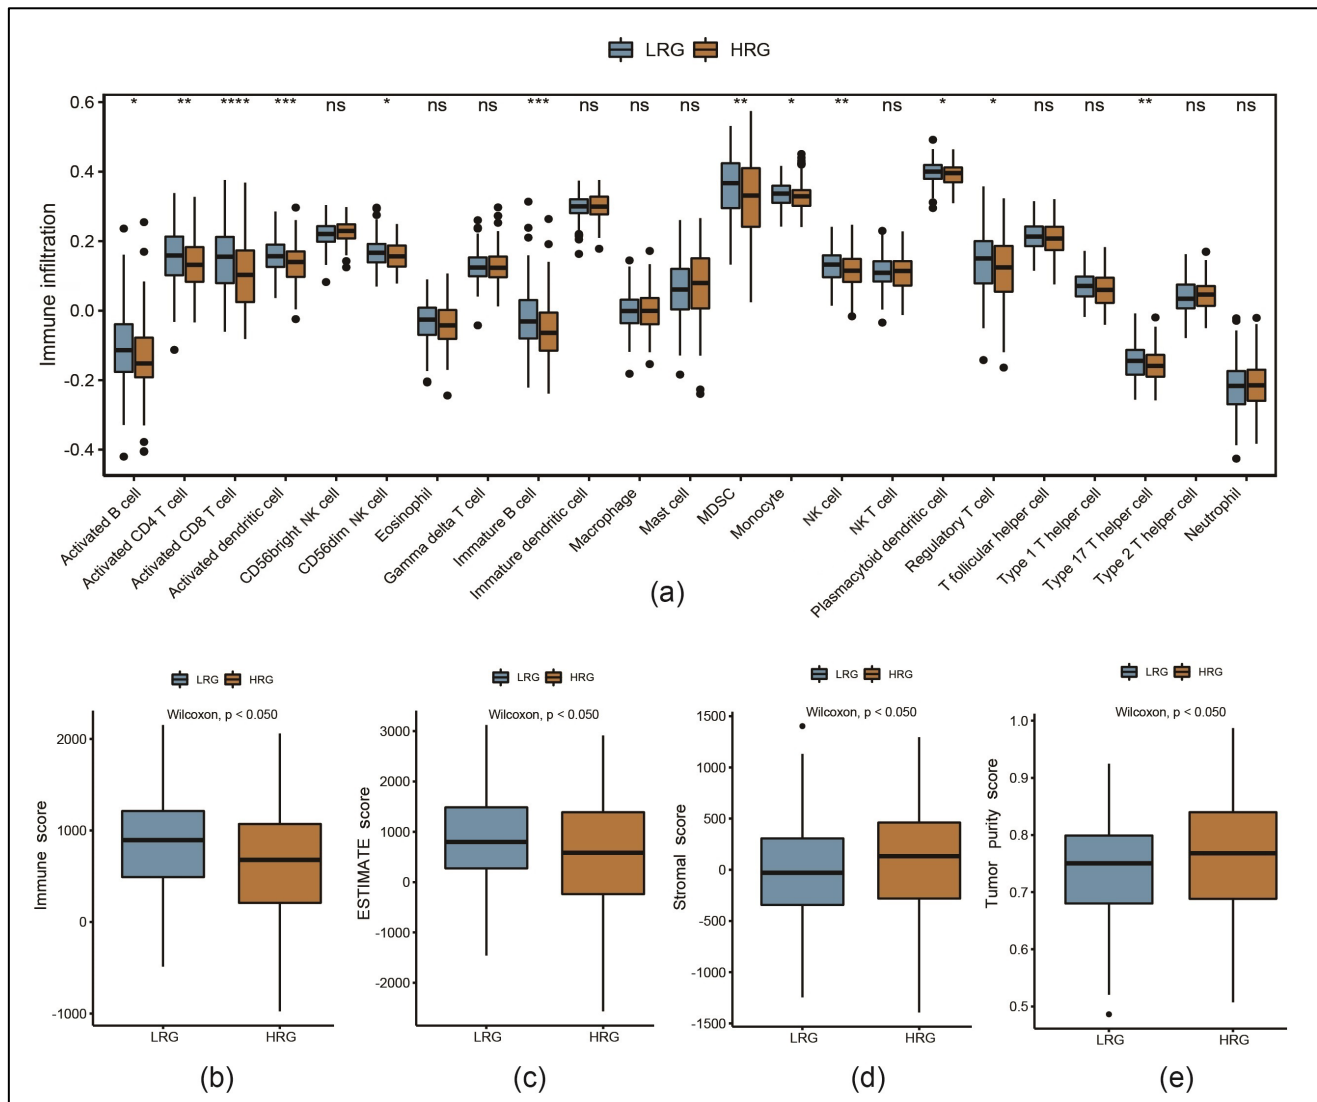 LRG HRG
* ** **** *** ns * ns ns *** ns ns ns ** * ** ns * * ns ns ** ns ns
Immune infiltration
0.6
0.4
0.2
0.0
-0.2
-0.4
Activated B cell
Activated CD4 T cell
Activated CD8 T cell
Activated dendritic cell
CD56bright NK cell
CD56dim NK cell
Eosinophil
Gamma delta T cell
Immature B cell
Immature dendritic cell
Macrophage
Mast cell
MDSC
Monocyte
NK cell
NK T cell
Plasmacytoid dendritic cell
Regulatory T cell
T follicular helper cell
Type 1 T helper cell
Type 17 T helper cell
Type 2 T helper cell
Neutrophil
(a)
LRG HRG
Wilcoxon, p < 0.050
Immune score
2000
1000
0
-1000
LRG HRG
(b)
LRG HRG
Wilcoxon, p < 0.050
ESTIMATE score
3000
2000
1000
0
-1000
-2000
LRG HRG
(c)
LRG HRG
Wilcoxon, p < 0.050
Stromal score
1500
1000
500
0
-500
-1000
-1500
LRG HRG
(d)
LRG HRG
Wilcoxon, p < 0.050
Tumor purity score
1.0
0.9
0.8
0.7
0.6
0.5
LRG HRG
(e)